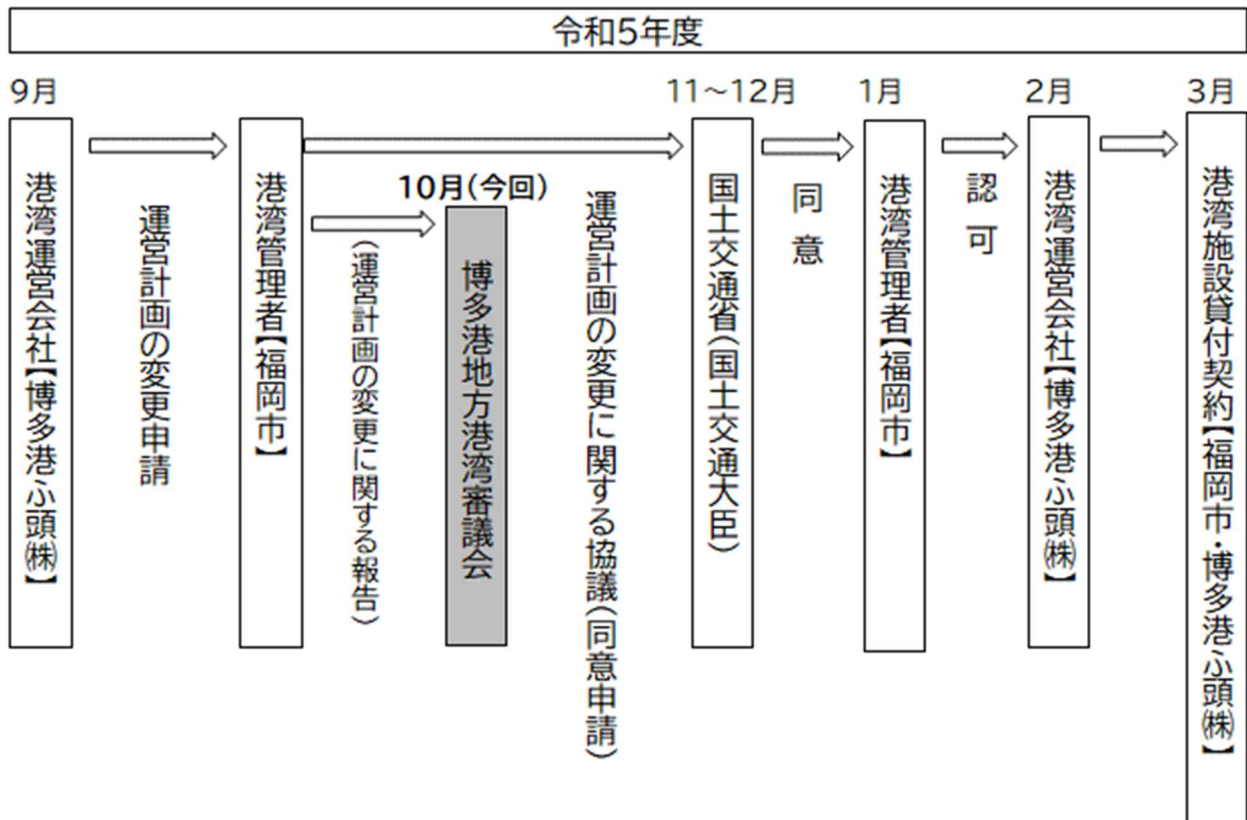 令和5年度
9月
港湾運営会社【博多港ふ頭㈱】
運営計画の変更申請
港湾管理者【福岡市】
(運営計画の変更に関する報告)
10月(今回)
博多港地方港湾審議会
運営計画の変更に関する協議(同意申請)
11～12月
国土交通省(国土交通大臣)
同意
1月
港湾管理者【福岡市】
認可
2月
港湾運営会社【博多港ふ頭㈱】
3月
港湾施設貸付契約【福岡市・博多港ふ頭㈱】